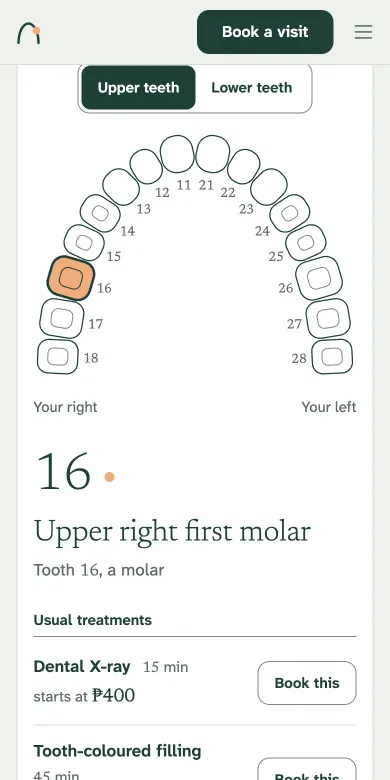 Book a visit
Upper teeth Lower teeth
12 11 21 22
13 23
14 24
15 25
16 26
17 27
18 28
Your right Your left
16
Upper right first molar
Tooth 16, a molar
Usual treatments
Dental X-ray 15 min
starts at ₱400
Book this
Tooth-coloured filling
45 min
Book this